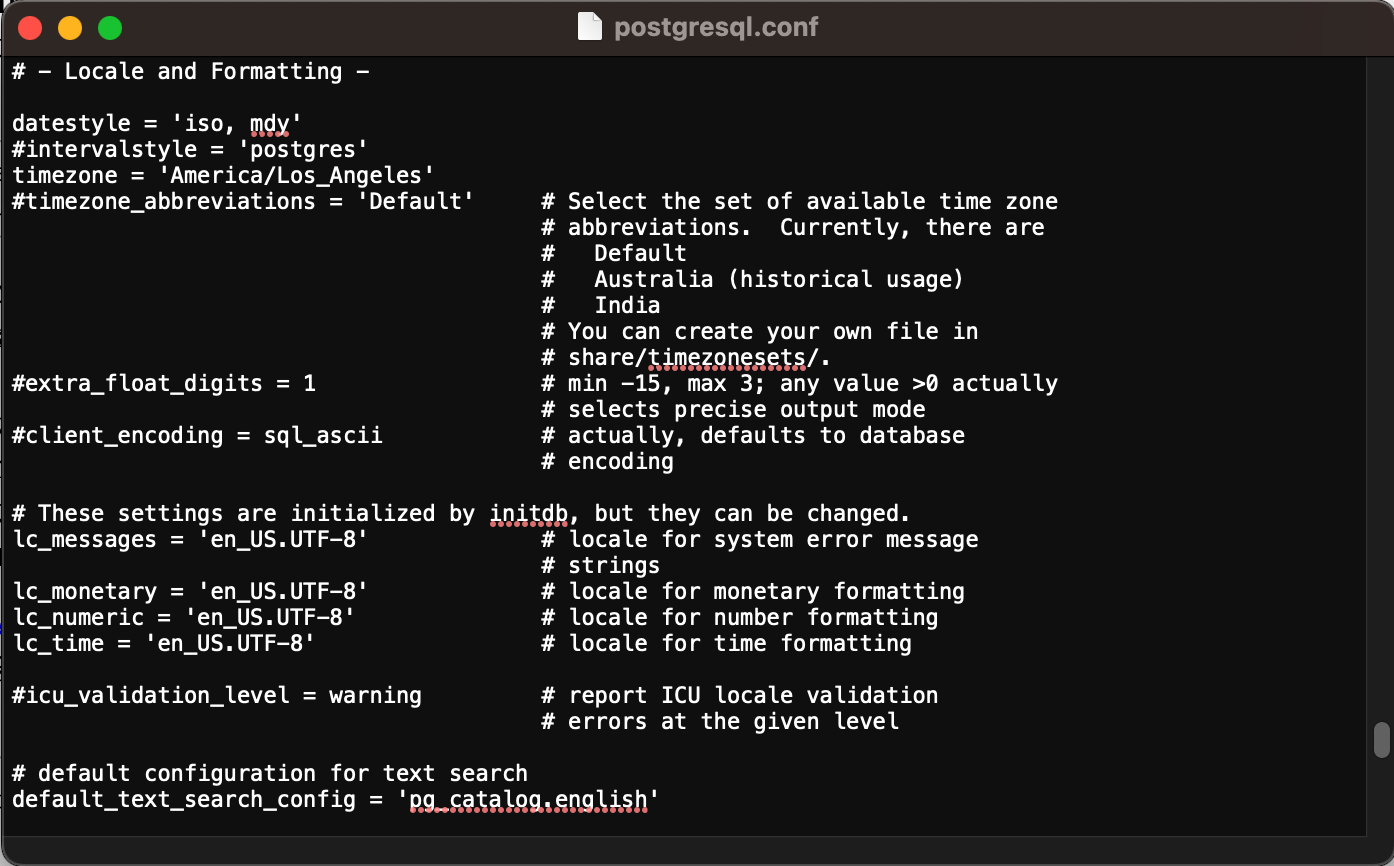 postgresql.conf
# - Locale and Formatting -
datestyle = 'iso, mdy'
#intervalstyle = 'postgres'
timezone = 'America/Los_Angeles'
#timezone_abbreviations = 'Default'     # Select the set of available time zone
                                        # abbreviations.  Currently, there are
                                        #   Default
                                        #   Australia (historical usage)
                                        #   India
                                        # You can create your own file in
                                        # share/timezonesets/.
#extra_float_digits = 1                 # min -15, max 3; any value >0 actually
                                        # selects precise output mode
#client_encoding = sql_ascii            # actually, defaults to database
                                        # encoding
# These settings are initialized by initdb, but they can be changed.
lc_messages = 'en_US.UTF-8'             # locale for system error message
                                        # strings
lc_monetary = 'en_US.UTF-8'             # locale for monetary formatting
lc_numeric = 'en_US.UTF-8'              # locale for number formatting
lc_time = 'en_US.UTF-8'                 # locale for time formatting
#icu_validation_level = warning         # report ICU locale validation
                                        # errors at the given level
# default configuration for text search
default_text_search_config = 'pg_catalog.english'